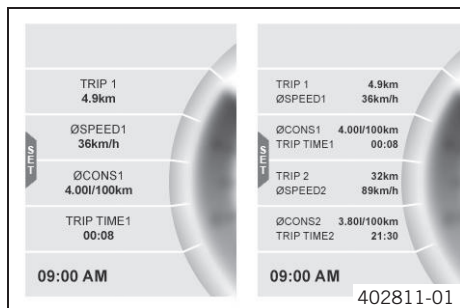 TRIP 1
4.9km
ØSPEED1
36km/h
SET
ØCONS1
4.00l/100km
TRIP TIME1
00:08
09:00 AM
TRIP 1 4.9km
ØSPEED1 36km/h
ØCONS1 4.00l/100km
TRIP TIME1 00:08
SET
TRIP 2 32km
ØSPEED2 89km/h
ØCONS2 3.80l/100km
TRIP TIME2 21:30
09:00 AM
402811-01